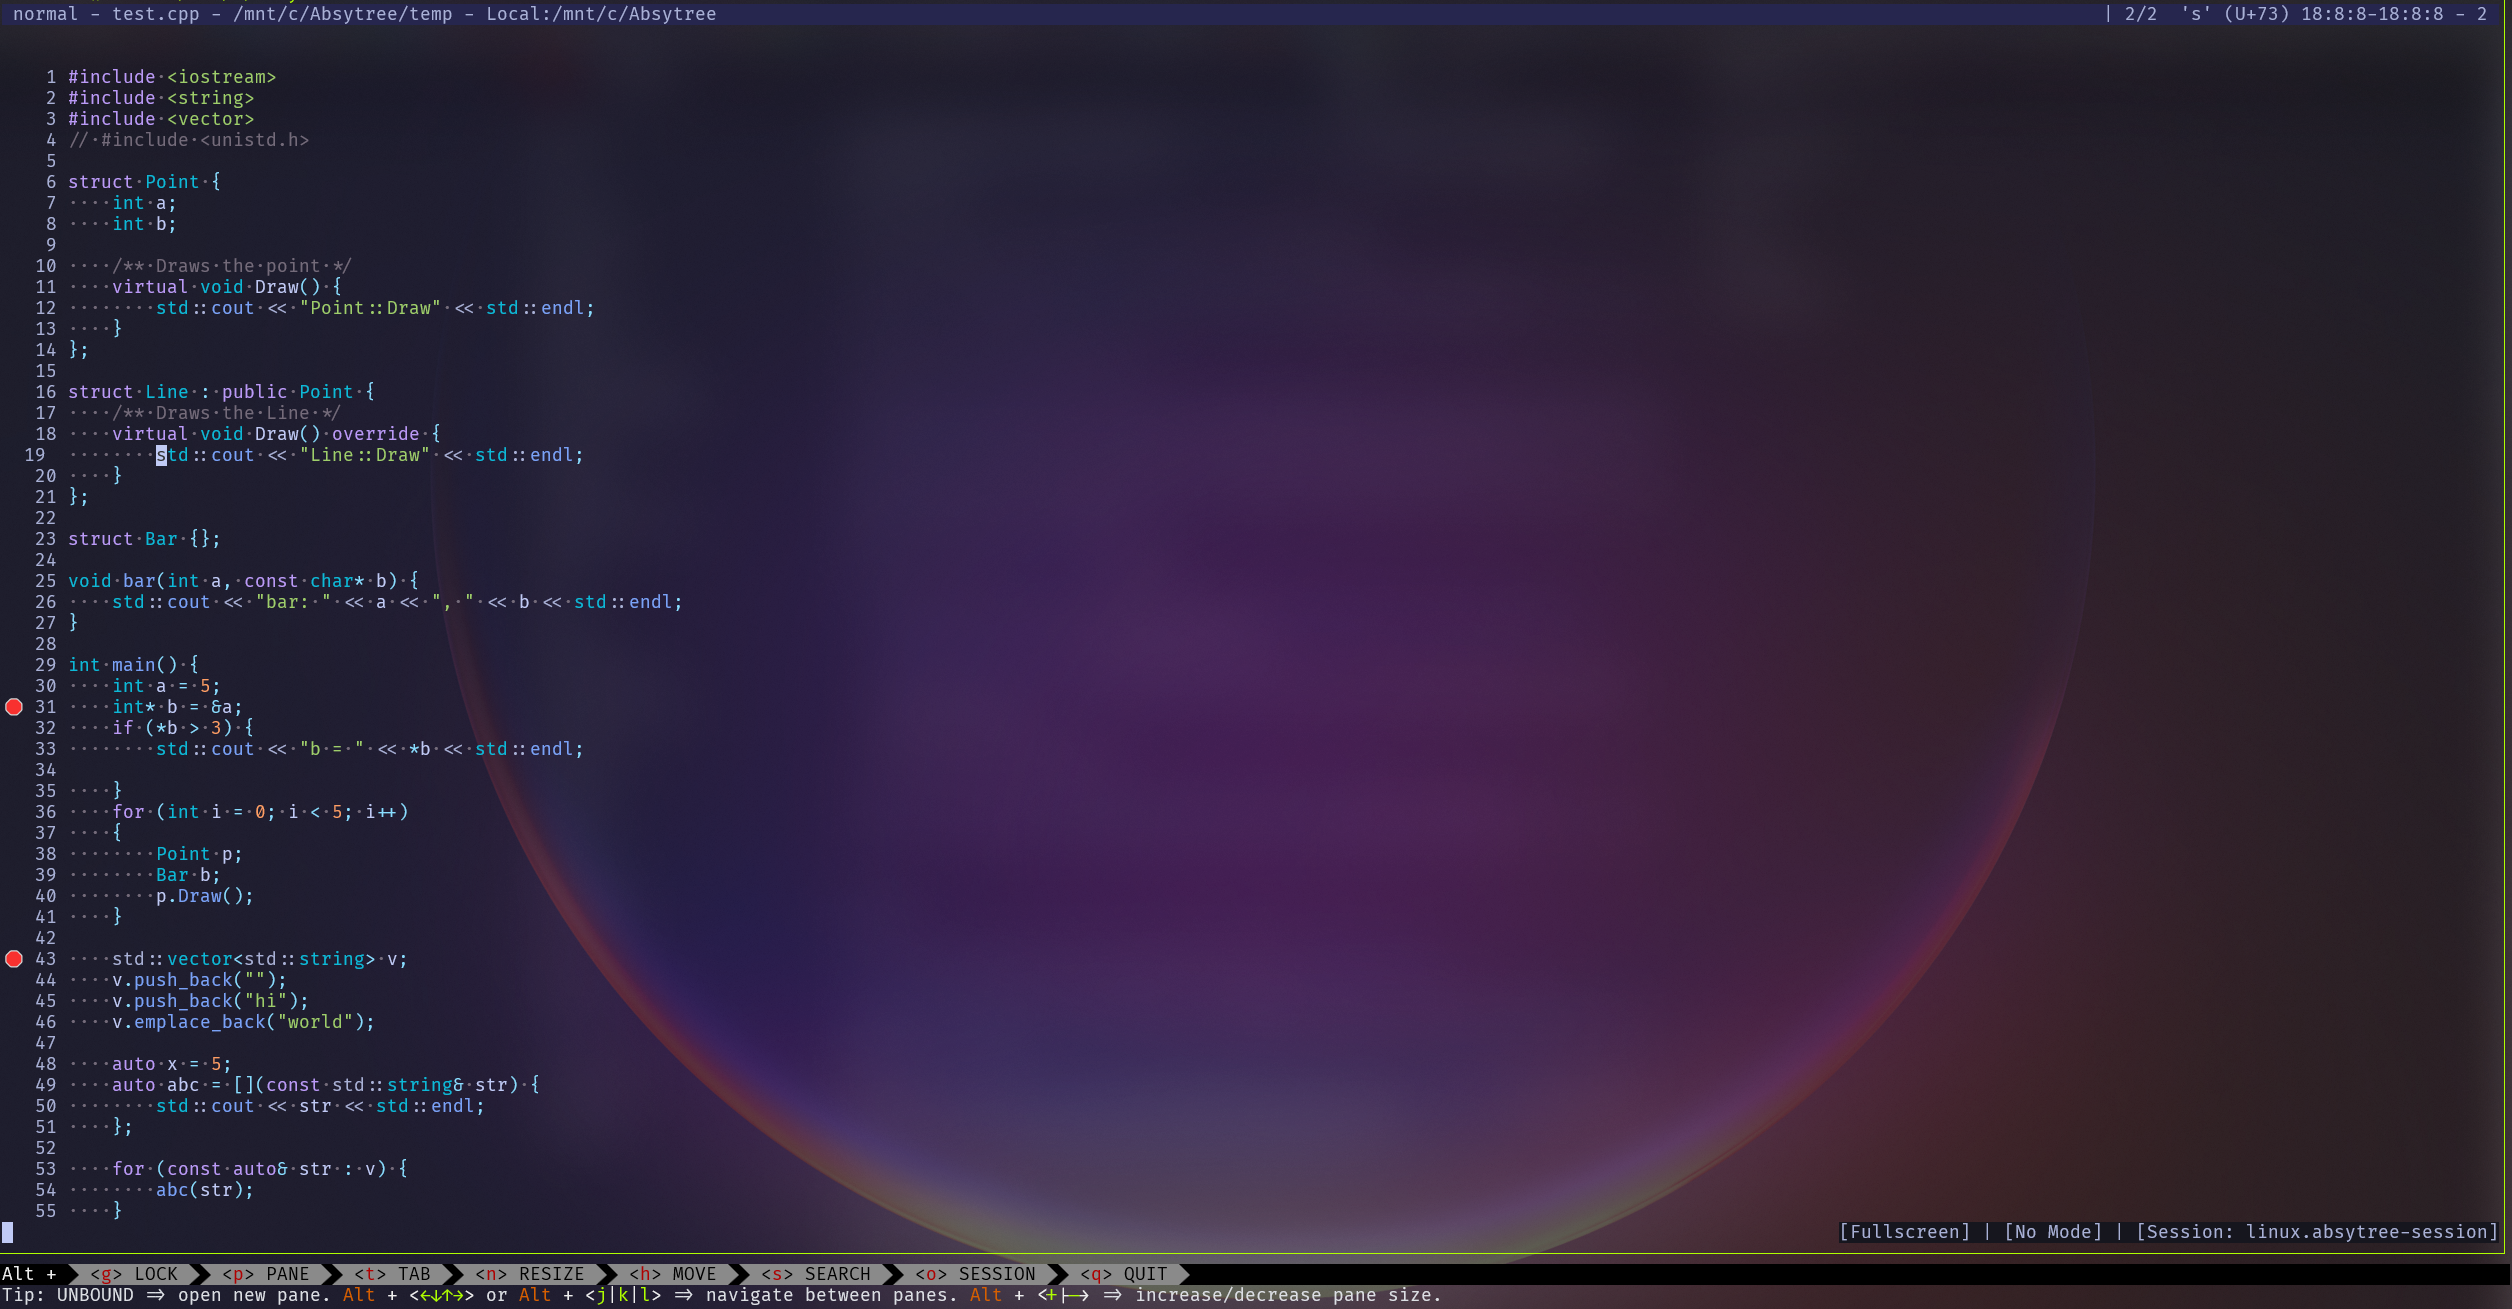 normal - test.cpp - /mnt/c/Absytree/temp - Local:/mnt/c/Absytree | 2/2 's' (U+73) 18:8:8-18:8:8 - 2
1 #include·<iostream>
2 #include·<string>
3 #include·<vector>
4 //·#include·<unistd.h>
5
6 struct·Point·{
7 ····int·a;
8 ····int·b;
9
10 ····/**·Draws·the·point·*/
11 ····virtual·void·Draw()·{
12 ········std::cout·<<·"Point::Draw"·<<·std::endl;
13 ····}
14 };
15
16 struct·Line·:·public·Point·{
17 ····/**·Draws·the·Line·*/
18 ····virtual·void·Draw()·override·{
19 ········std::cout·<<·"Line::Draw"·<<·std::endl;
20 ····}
21 };
22
23 struct·Bar·{};
24
25 void·bar(int·a,·const·char*·b)·{
26 ····std::cout·<<·"bar:·"·<<·a·<<·",·"·<<·b·<<·std::endl;
27 }
28
29 int·main()·{
30 ····int·a·=·5;
31 ····int*·b·=·&a;
32 ····if·(*b·>·3)·{
33 ········std::cout·<<·"b·=·"·<<·*b·<<·std::endl;
34
35 ····}
36 ····for·(int·i·=·0;·i·<·5;·i++)
37 ····{
38 ········Point·p;
39 ········Bar·b;
40 ········p.Draw();
41 ····}
42
43 ····std::vector<std::string>·v;
44 ····v.push_back("");
45 ····v.push_back("hi");
46 ····v.emplace_back("world");
47
48 ····auto·x·=·5;
49 ····auto·abc·=·[](const·std::string&·str)·{
50 ········std::cout·<<·str·<<·std::endl;
51 ····};
52
53 ····for·(const·auto&·str·:·v)·{
54 ········abc(str);
55 ····}
[Fullscreen] | [No Mode] | [Session: linux.absytree-session]
Alt + <g> LOCK <p> PANE <t> TAB <n> RESIZE <h> MOVE <s> SEARCH <o> SESSION <q> QUIT
Tip: UNBOUND => open new pane. Alt + <←↓↑→> or Alt + <j|k|l> => navigate between panes. Alt + <+|-> => increase/decrease pane size.